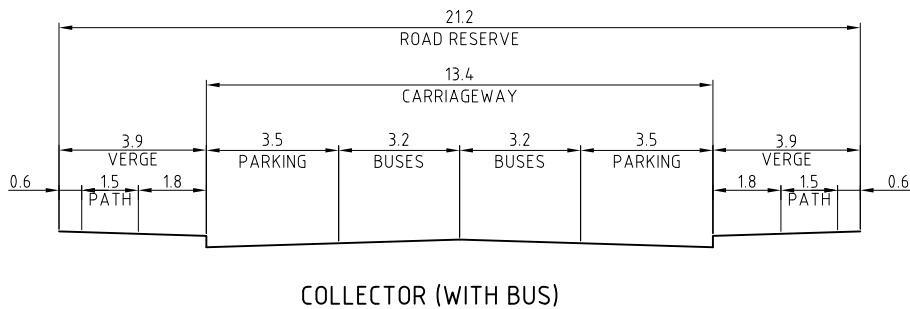 21.2
ROAD RESERVE
13.4
CARRIAGEWAY
3.9 3.5 3.2 3.2 3.5 3.9
VERGE PARKING BUSES BUSES PARKING VERGE
0.6 1.5 1.8 1.8 1.5 0.6
PATH PATH
COLLECTOR (WITH BUS)